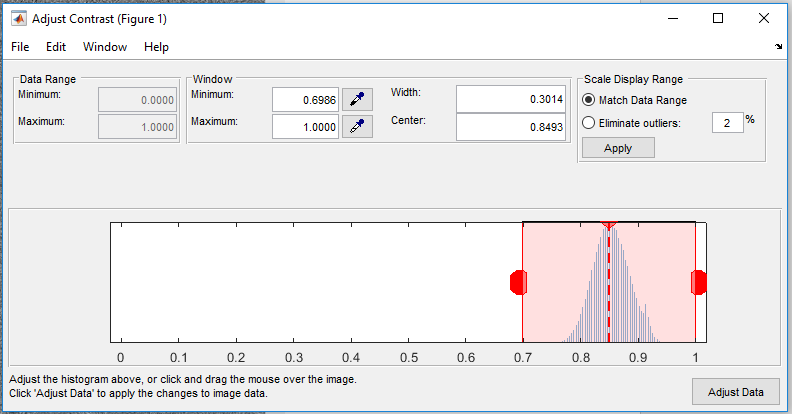 Adjust Contrast (Figure 1)
File Edit Window Help
Data Range
Minimum: 0.0000
Maximum: 1.0000
Window
Minimum: 0.6986
Maximum: 1.0000
Width: 0.3014
Center: 0.8493
Scale Display Range
Match Data Range
Eliminate outliers: 2 %
Apply
0 0.1 0.2 0.3 0.4 0.5 0.6 0.7 0.8 0.9 1
Adjust the histogram above, or click and drag the mouse over the image.
Click 'Adjust Data' to apply the changes to image data.
Adjust Data